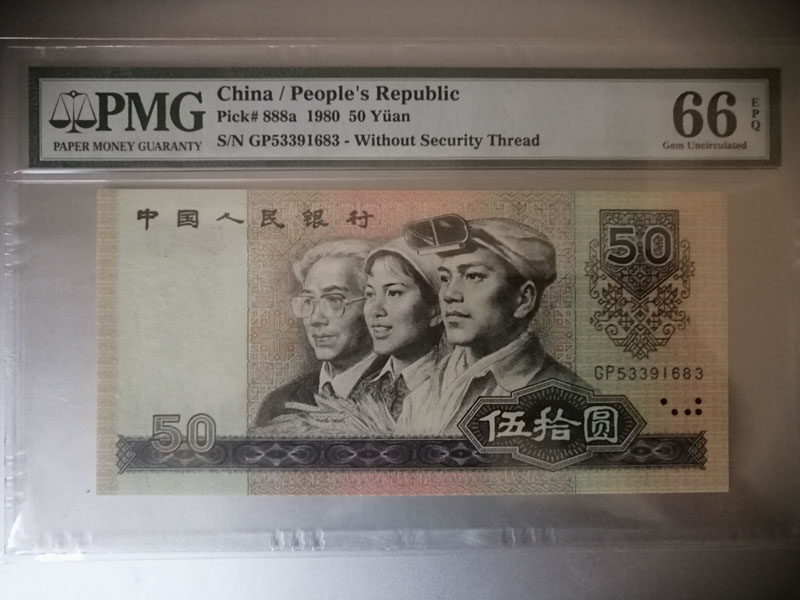 PMG
PAPER MONEY GUARANTY
China / People's Republic
Pick# 888a 1980 50 Yüan
S/N GP53391683 - Without Security Thread
66
EPQ
Gem Uncirculated
中国人民银行
50
GP53391683
50
伍拾圆